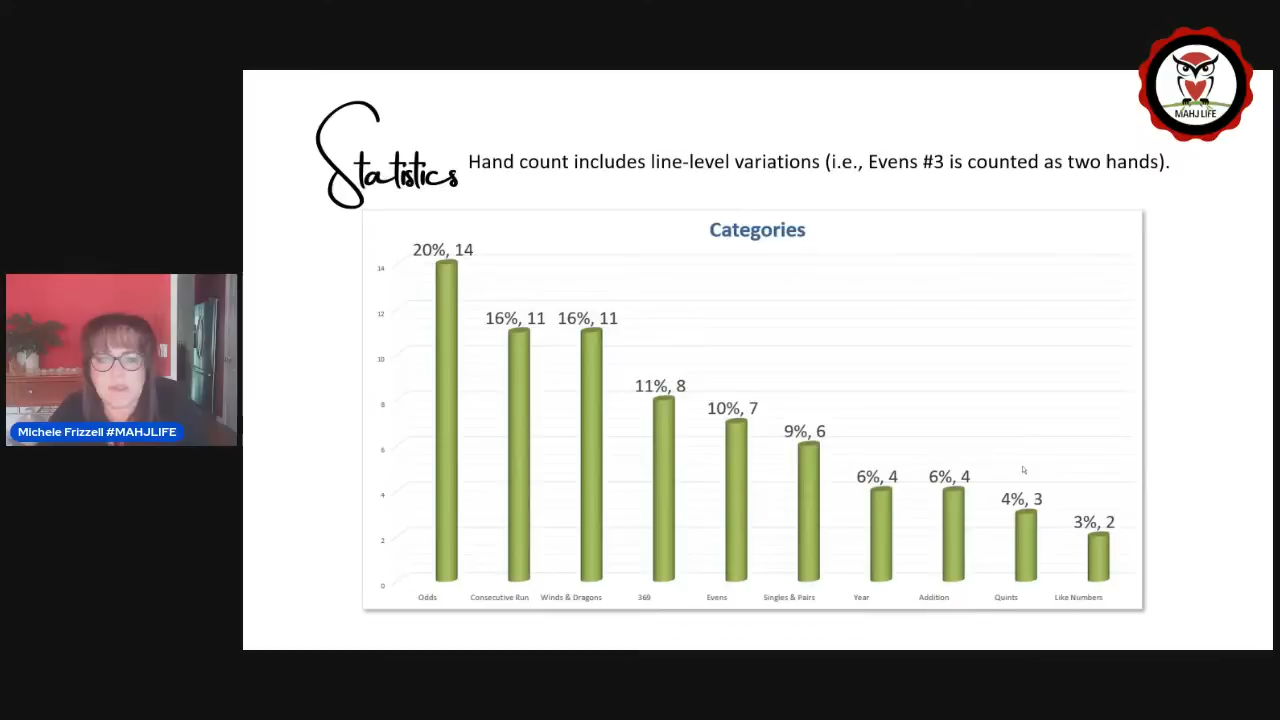 MAHJ LIFE
Statistics Hand count includes line-level variations (i.e., Evens #3 is counted as two hands).
Categories
20%, 14
16%, 11 16%, 11
11%, 8
10%, 7
9%, 6
6%, 4 6%, 4
4%, 3
3%, 2
14
12
10
8
6
4
2
0
Odds Consecutive Run Winds & Dragons 369 Evens Singles & Pairs Year Addition Quints Like Numbers
Michele Frizzell #MAHJLIFE